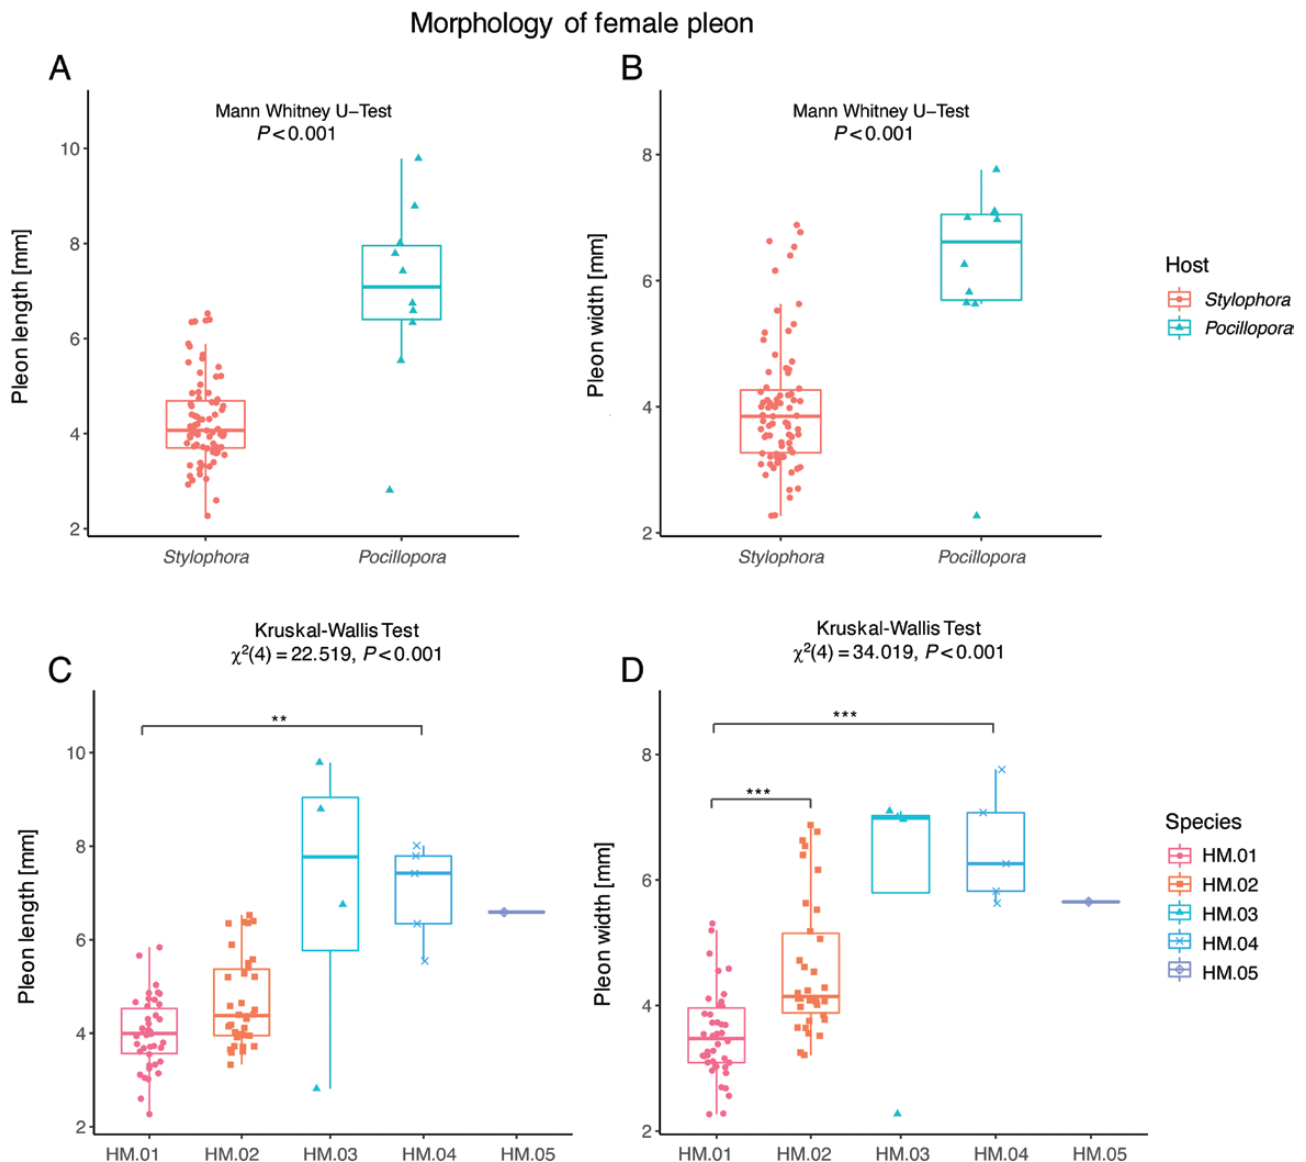 Morphology of female pleon
A
Mann Whitney U–Test
P < 0.001
Pleon length [mm]
10
8
6
4
2
Stylophora
Pocillopora
B
Mann Whitney U–Test
P < 0.001
Pleon width [mm]
8
6
4
2
Stylophora
Pocillopora
Host
Stylophora
Pocillopora
C
Kruskal-Wallis Test
χ²(4) = 22.519, P < 0.001
**
Pleon length [mm]
10
8
6
4
2
HM.01
HM.02
HM.03
HM.04
HM.05
D
Kruskal-Wallis Test
χ²(4) = 34.019, P < 0.001
***
***
Pleon width [mm]
8
6
4
2
HM.01
HM.02
HM.03
HM.04
HM.05
Species
HM.01
HM.02
HM.03
HM.04
HM.05